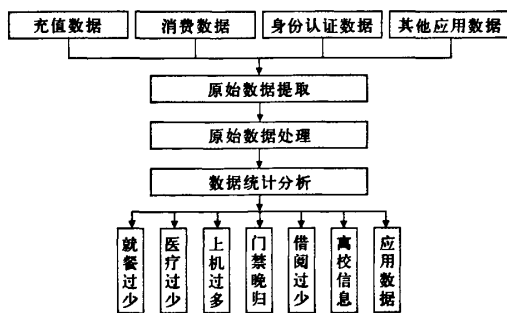 充值数据
消费数据
身份认证数据
其他应用数据
原始数据提取
原始数据处理
数据统计分析
就餐过少
医疗过少
上机过多
门禁晚归
借阅过少
离校信息
应用数据